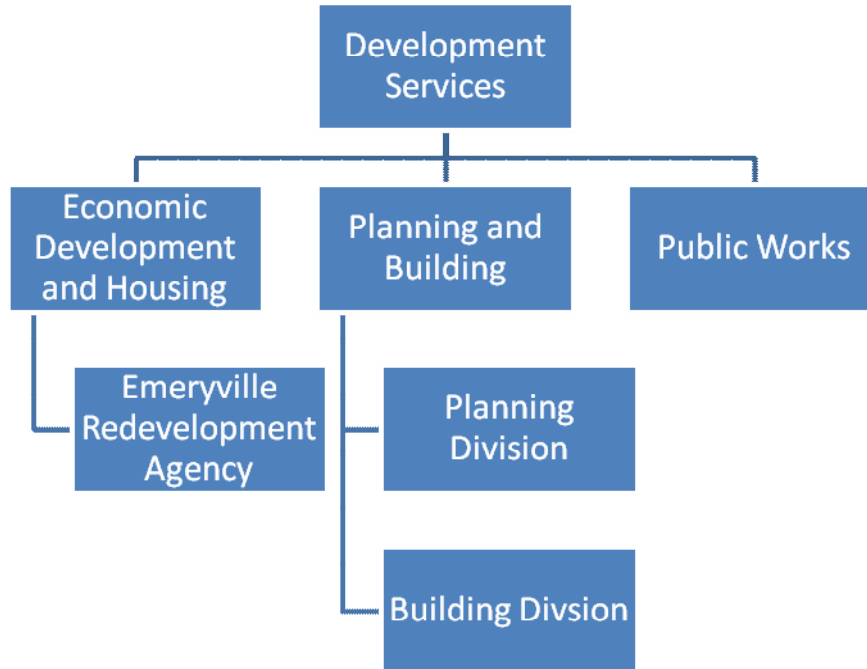 Development
Services
Economic
Development
and Housing
Planning and
Building
Public Works
Emeryville
Redevelopment
Agency
Planning
Division
Building Divsion